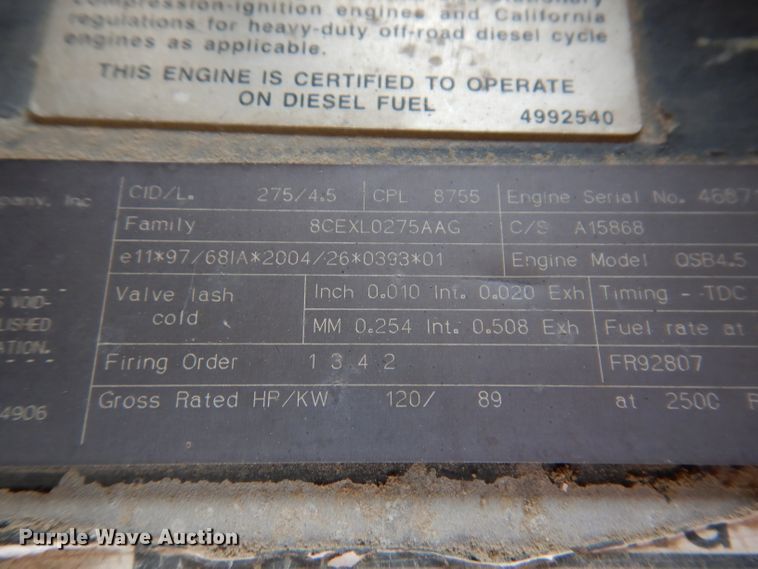 compression-ignition engines and California
regulations for heavy-duty off-road diesel cycle
engines as applicable.
THIS ENGINE IS CERTIFIED TO OPERATE
ON DIESEL FUEL
4992540
Inc CID/L. 275/4.5 CPL 8755 Engine Serial No.
Family 8CEXL0275AAG C/S A15868
e11*97/68IA*2004/26*0393*01 Engine Model QSB4.5
Valve lash Inch 0.010 Int. 0.020 Exh Timing - -TDC
cold MM 0.254 Int. 0.508 Exh Fuel rate at
Firing Order 1 3 4 2 FR92807
4906 Gross Rated HP/KW 120/ 89 at 2500
Purple Wave Auction